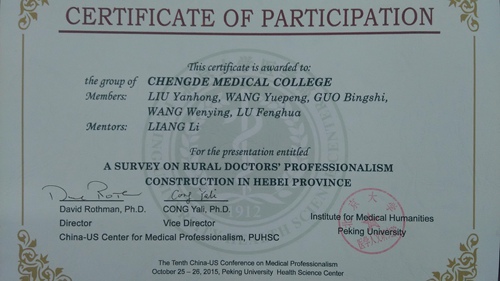 CERTIFICATE OF PARTICIPATION
This certificate is awarded to:
the group of CHENGDE MEDICAL COLLEGE
Members: LIU Yanhong, WANG Yuepeng, GUO Bingshi,
WANG Wenying, LU Fenghua
Mentors: LIANG Li
For the presentation entitled
A SURVEY ON RURAL DOCTORS' PROFESSIONALISM
CONSTRUCTION IN HEBEI PROVINCE
David Rothman, Ph.D. CONG Yali, Ph.D.
Director Vice Director
China-US Center for Medical Professionalism, PUHSC
Institute for Medical Humanities
Peking University
1912
The Tenth China-US Conference on Medical Professionalism
October 25 - 26, 2015, Peking University Health Science Center